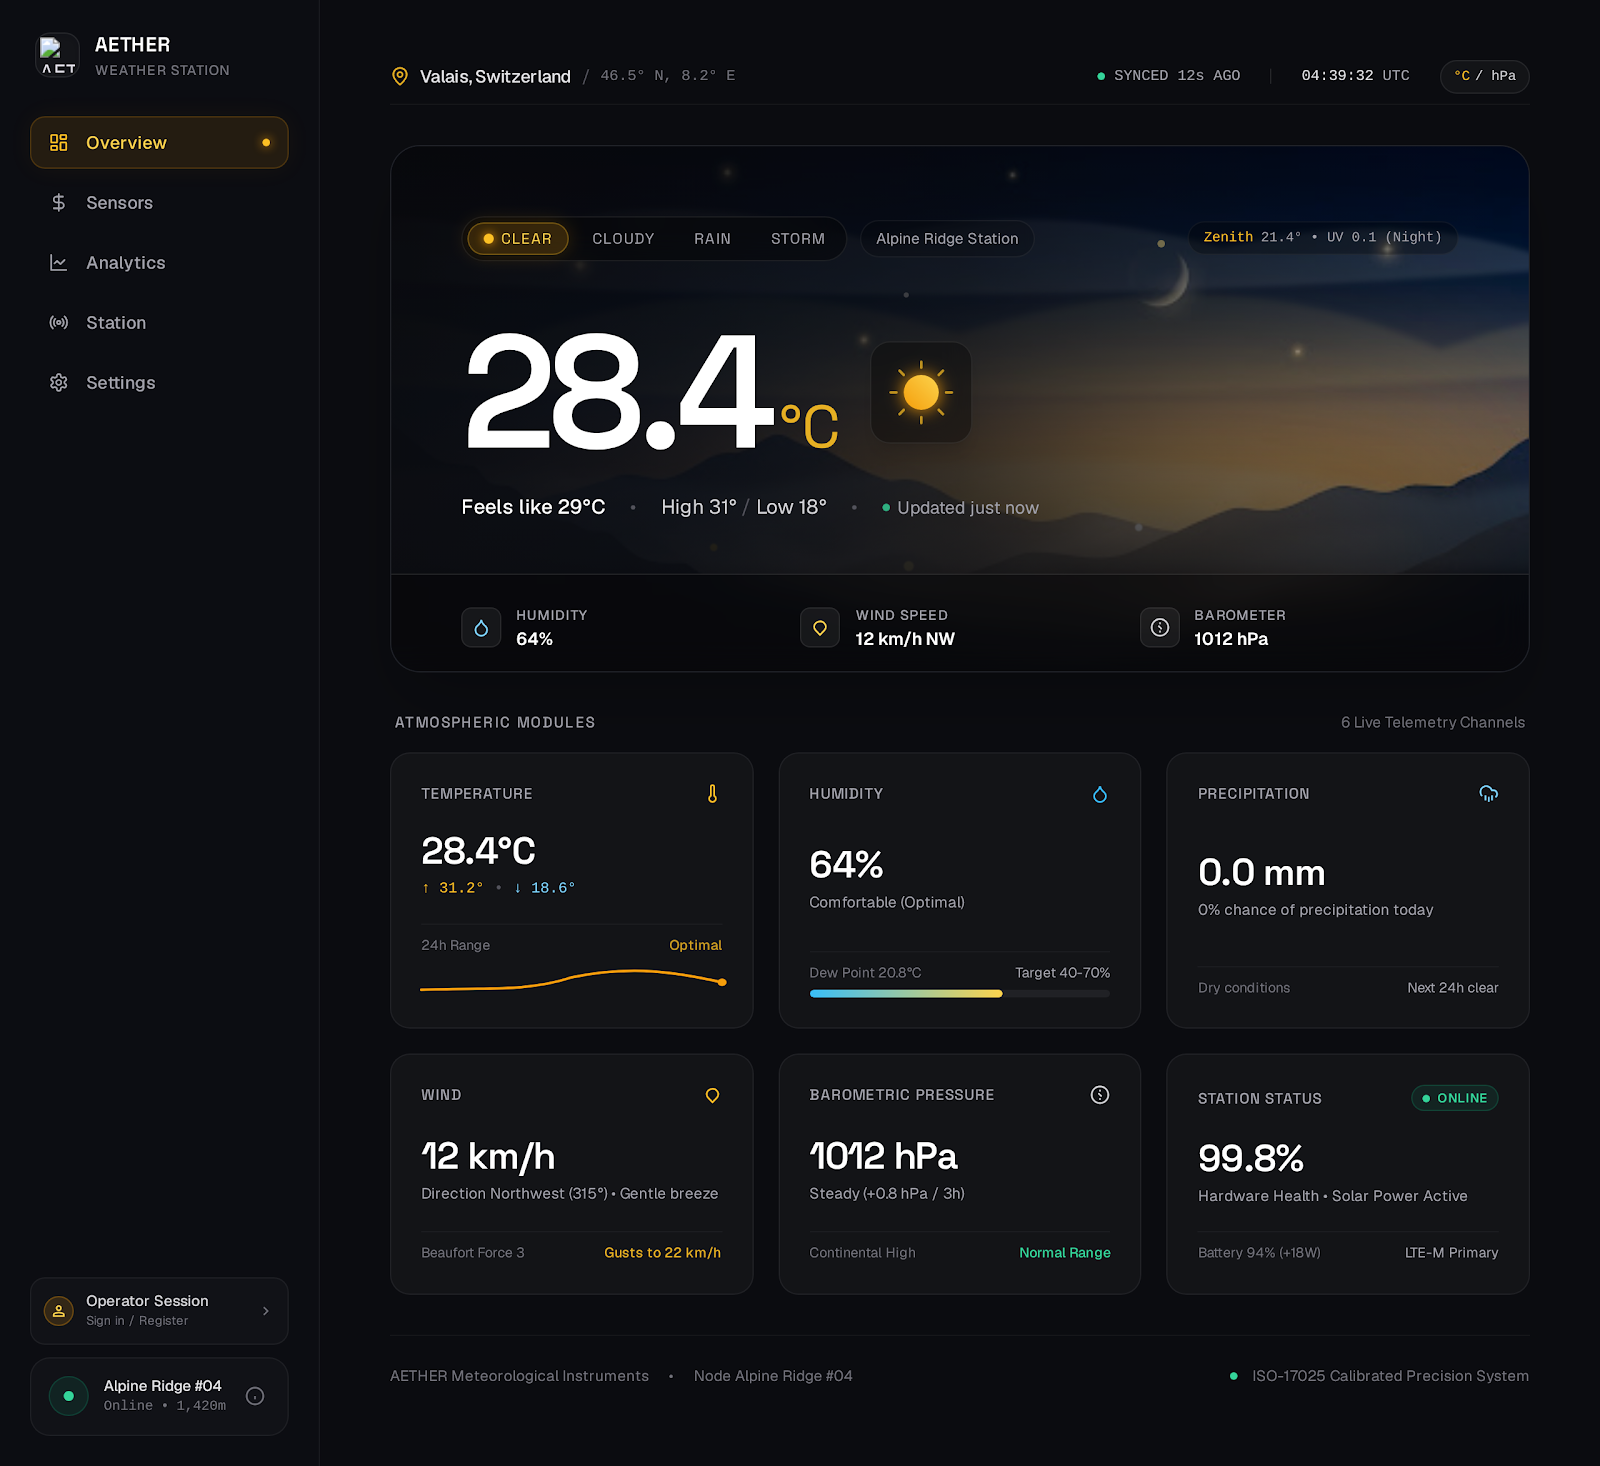 AETHER
WEATHER STATION
Overview
Sensors
Analytics
Station
Settings
Operator Session
Sign in / Register
Alpine Ridge #04
Online • 1,420m
Valais, Switzerland / 46.5° N, 8.2° E
SYNCED 12s AGO
04:39:32 UTC
°C / hPa
CLEAR
CLOUDY
RAIN
STORM
Alpine Ridge Station
Zenith 21.4° • UV 0.1 (Night)
28.4°C
Feels like 29°C • High 31° / Low 18° • Updated just now
HUMIDITY
64%
WIND SPEED
12 km/h NW
BAROMETER
1012 hPa
ATMOSPHERIC MODULES
6 Live Telemetry Channels
TEMPERATURE
28.4°C
↑ 31.2° • ↓ 18.6°
24h Range
Optimal
HUMIDITY
64%
Comfortable (Optimal)
Dew Point 20.8°C
Target 40-70%
PRECIPITATION
0.0 mm
0% chance of precipitation today
Dry conditions
Next 24h clear
WIND
12 km/h
Direction Northwest (315°) • Gentle breeze
Beaufort Force 3
Gusts to 22 km/h
BAROMETRIC PRESSURE
1012 hPa
Steady (+0.8 hPa / 3h)
Continental High
Normal Range
STATION STATUS
ONLINE
99.8%
Hardware Health • Solar Power Active
Battery 94% (+18W)
LTE-M Primary
AETHER Meteorological Instruments • Node Alpine Ridge #04
ISO-17025 Calibrated Precision System